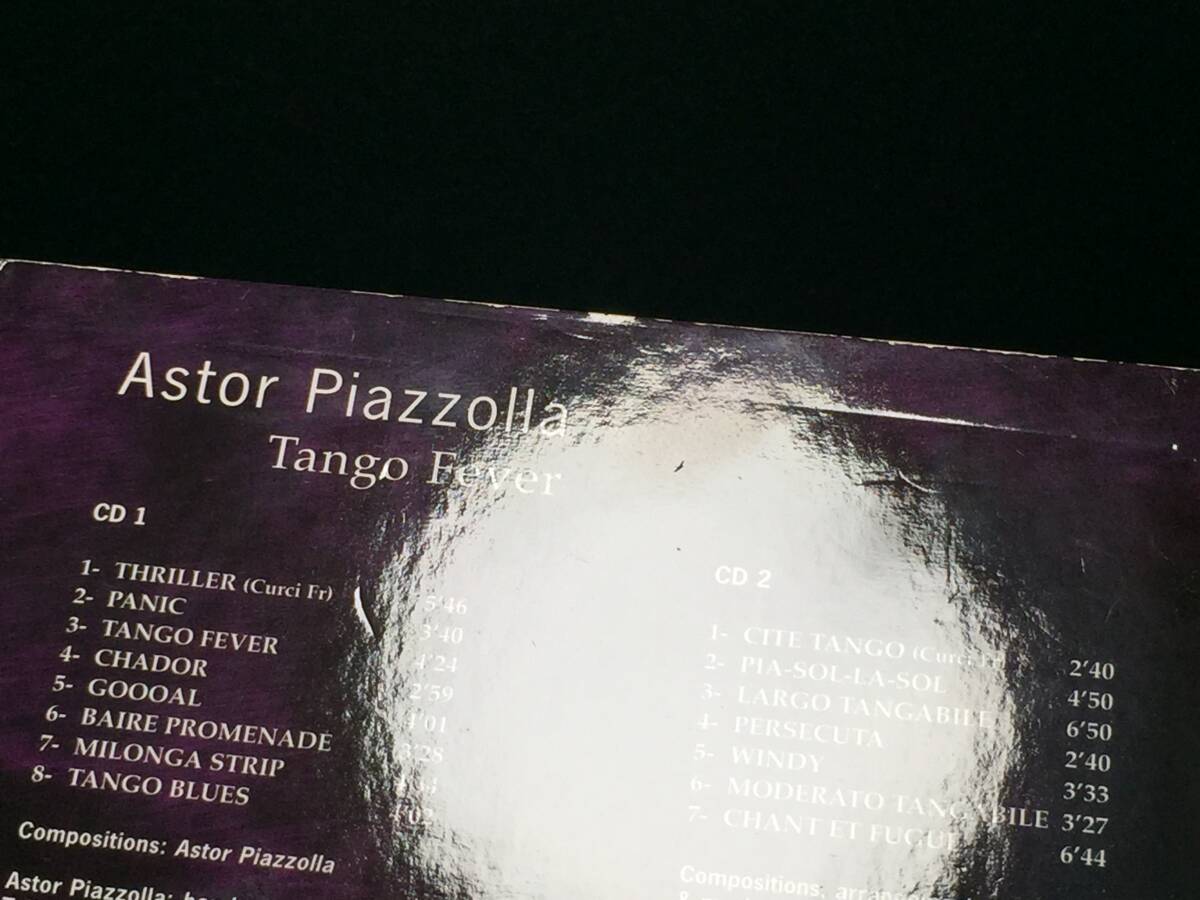 Astor Piazzolla
Tango Fever
CD 1
1- THRILLER (Curci Fr) 5'46
2- PANIC 3'40
3- TANGO FEVER 4'24
4- CHADOR 2'59
5- GOOOAL 4'01
6- BAIRE PROMENADE 3'28
7- MILONGA STRIP
8- TANGO BLUES
Compositions: Astor Piazzolla
Astor Piazzolla:
CD 2
1- CITE TANGO (Curci Fr) 2'40
2- PIA-SOL-LA-SOL 4'50
3- LARGO TANGABILE 6'50
4- PERSECUTA 2'40
5- WINDY 3'33
6- MODERATO TANGABILE 3'27
7- CHANT ET FUGUE 6'44
Compositions,
&